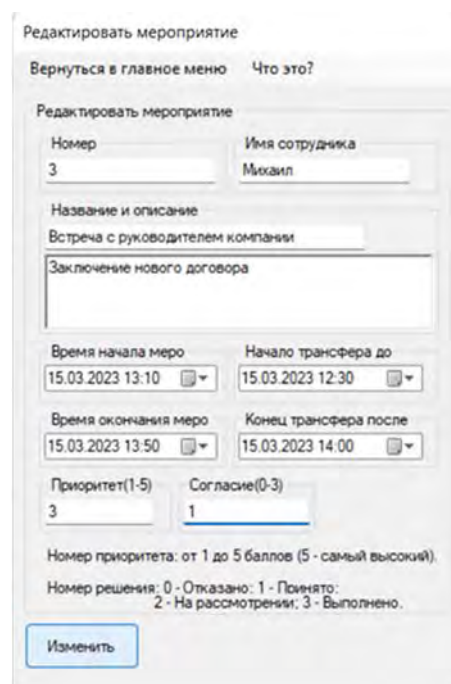 Редактировать мероприятие
Вернуться в главное меню Что это?
Редактировать мероприятие
Номер Имя сотрудника
3 Михаил
Название и описание
Встреча с руководителем компании
Заключение нового договора
Время начала меро Начало трансфера до
15.03.2023 13:10 15.03.2023 12:30
Время окончания меро Конец трансфера после
15.03.2023 13:50 15.03.2023 14:00
Приоритет(1-5) Согласие(0-3)
3 1
Номер приоритета: от 1 до 5 баллов (5 - самый высокий).
Номер решения: 0 - Отказано: 1 - Принято:
2 - На рассмотрении; 3 - Выполнено.
Изменить